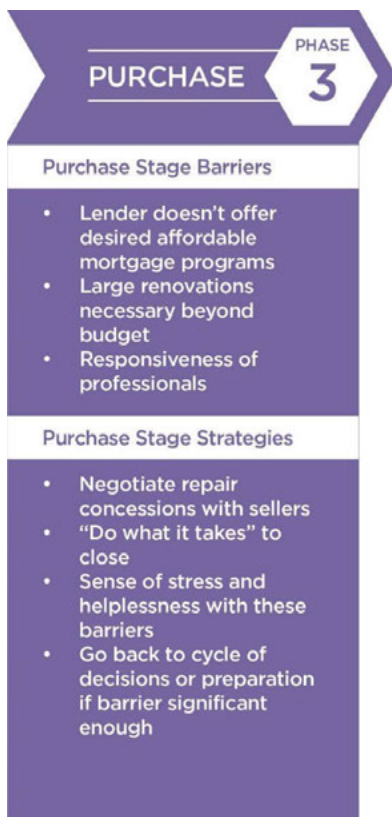 PHASE
PURCHASE 3
Purchase Stage Barriers
• Lender doesn’t offer
desired affordable
mortgage programs
• Large renovations
necessary beyond
budget
• Responsiveness of
professionals
Purchase Stage Strategies
• Negotiate repair
concessions with sellers
• “Do what it takes” to
close
• Sense of stress and
helplessness with these
barriers
• Go back to cycle of
decisions or preparation
if barrier significant
enough